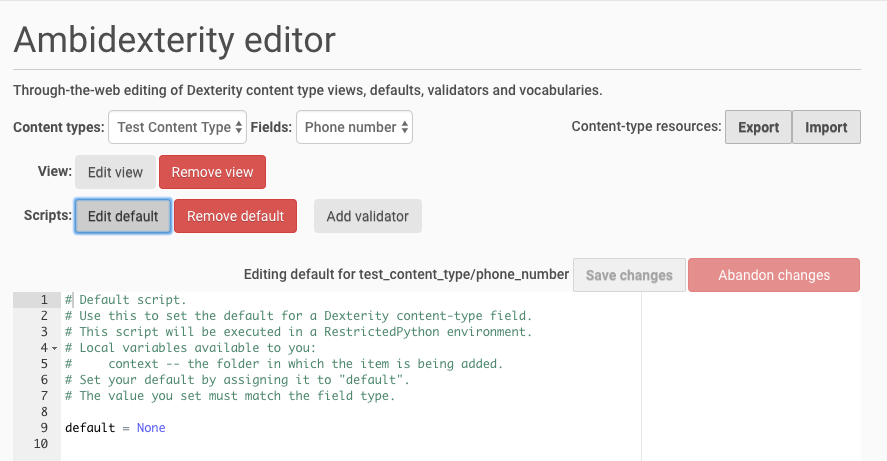 Ambidexterity editor
Through-the-web editing of Dexterity content type views, defaults, validators and vocabularies.
Content types: Test Content Type Fields: Phone number Content-type resources: Export Import
View: Edit view Remove view
Scripts: Edit default Remove default Add validator
Editing default for test_content_type/phone_number Save changes Abandon changes
1 # Default script.
2 # Use this to set the default for a Dexterity content-type field.
3 # This script will be executed in a RestrictedPython environment.
4 # Local variables available to you:
5 #     context -- the folder in which the item is being added.
6 # Set your default by assigning it to "default".
7 # The value you set must match the field type.
8
9 default = None
10